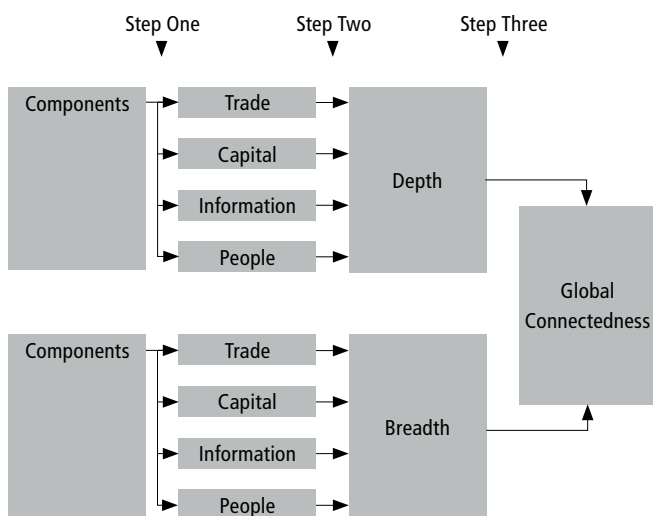 Step One
Step Two
Step Three
Components
Trade
Capital
Information
People
Depth
Global
Connectedness
Components
Trade
Capital
Information
People
Breadth